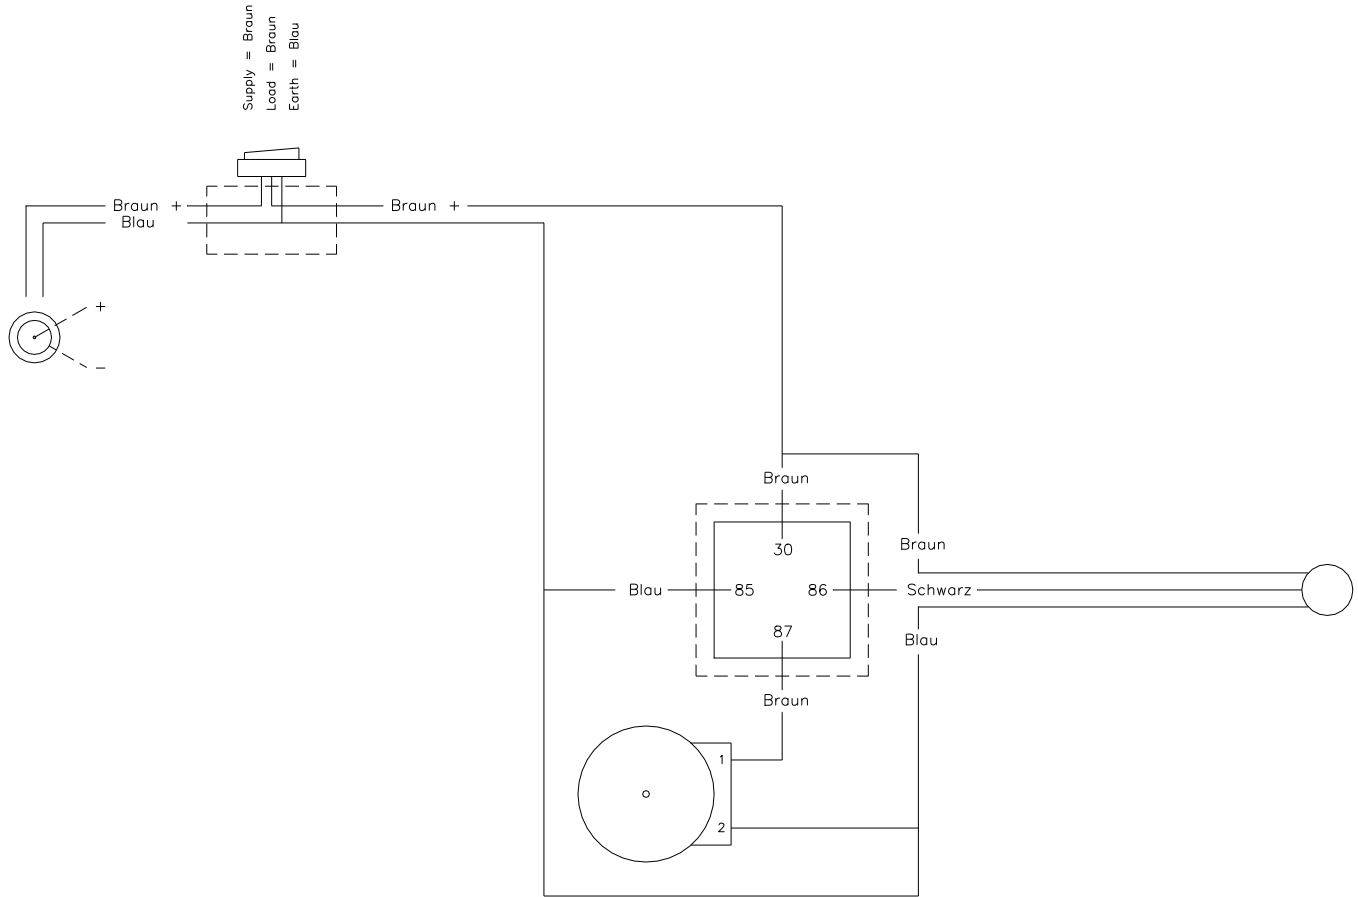 Supply = Braun
Load = Braun
Earth = Blau
Braun +
Braun +
Blau
+
–
Braun
30
Braun
Blau
85
86
Schwarz
87
Blau
Braun
1
2